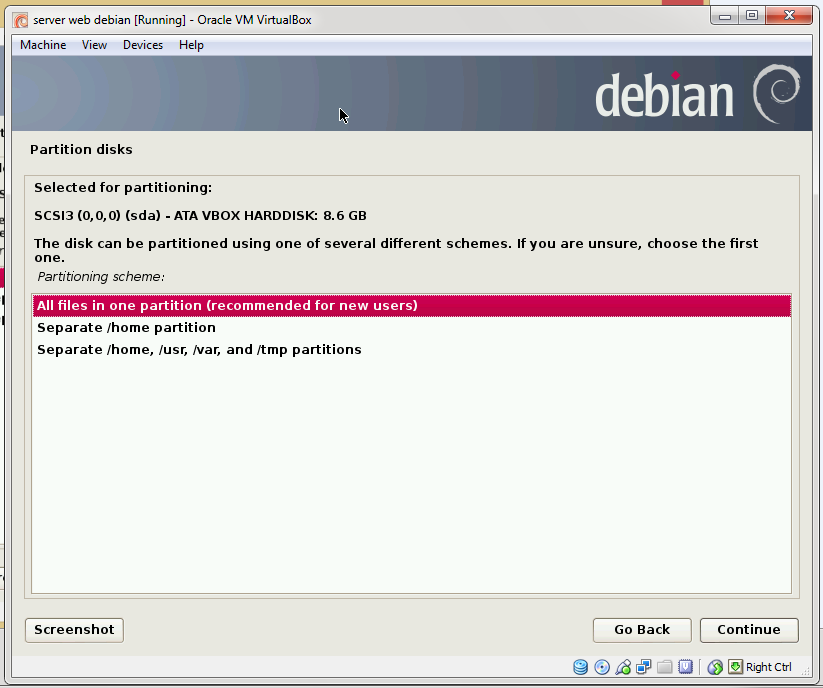 server web debian [Running] - Oracle VM VirtualBox
Machine View Devices Help
debian
Partition disks
Selected for partitioning:
SCSI3 (0,0,0) (sda) - ATA VBOX HARDDISK: 8.6 GB
The disk can be partitioned using one of several different schemes. If you are unsure, choose the first
one.
Partitioning scheme:
All files in one partition (recommended for new users)
Separate /home partition
Separate /home, /usr, /var, and /tmp partitions
Screenshot Go Back Continue
Right Ctrl